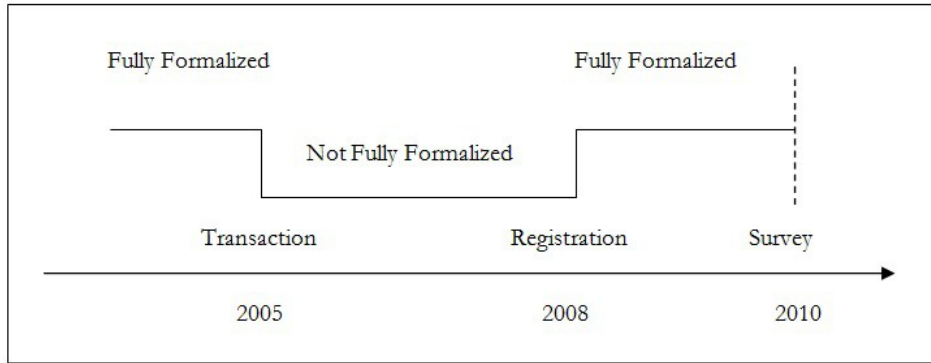 Fully Formalized Fully Formalized
Not Fully Formalized
Transaction Registration Survey
2005 2008 2010